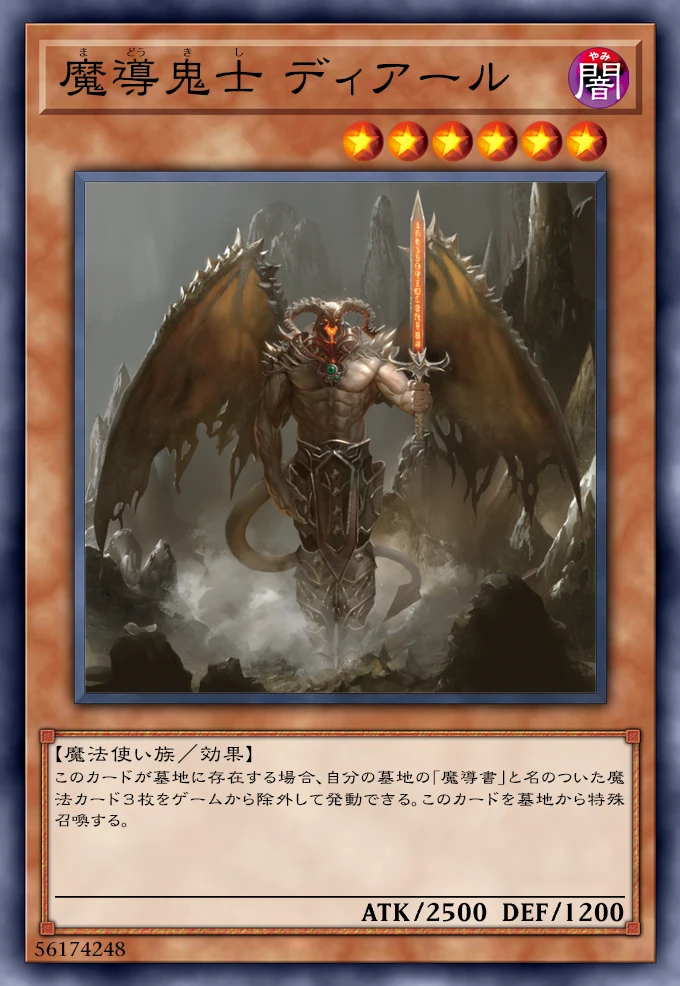 まどうきし
魔導鬼士 ディアール
やみ
闇
【魔法使い族／効果】
このカードが墓地に存在する場合、自分の墓地の「魔導書」と名のついた魔
法カード３枚をゲームから除外して発動できる。このカードを墓地から特殊
召喚する。
ATK/2500 DEF/1200
56174248